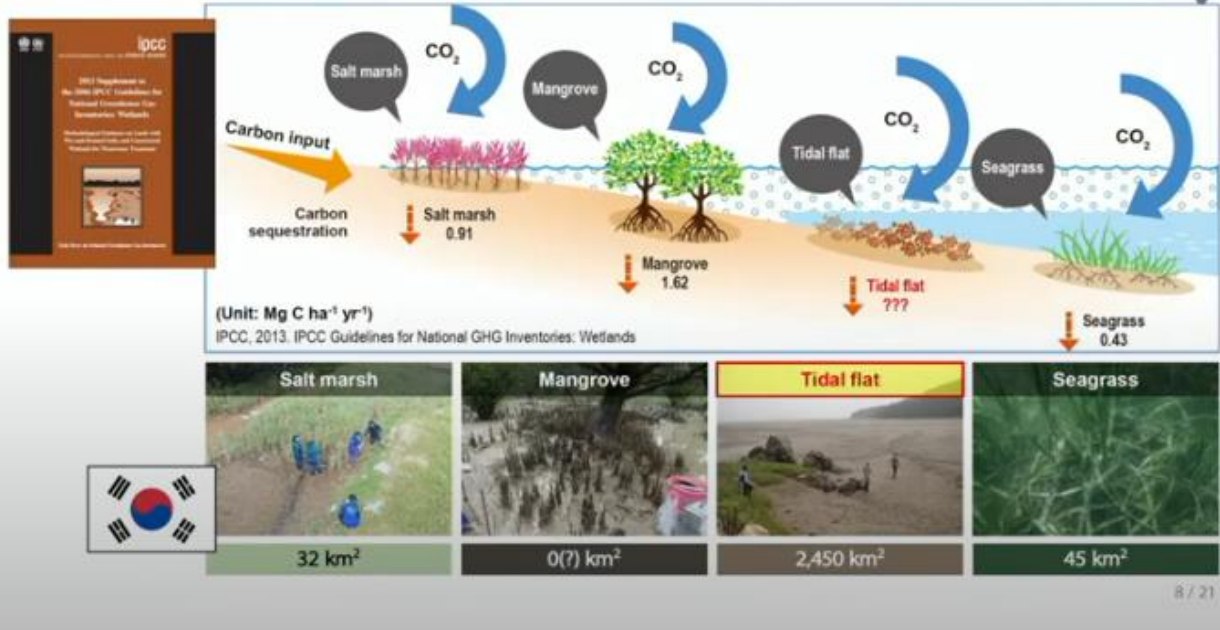 ipcc
2013 Supplement to
the 2006 IPCC Guidelines for
National Greenhouse Gas
Inventories: Wetlands
Salt marsh
CO2
Mangrove
CO2
Tidal flat
CO2
Seagrass
CO2
Carbon input
Carbon
sequestration
Salt marsh
0.91
Mangrove
1.62
Tidal flat
???
Seagrass
0.43
(Unit: Mg C ha⁻¹ yr⁻¹)
IPCC, 2013. IPCC Guidelines for National GHG Inventories: Wetlands
Salt marsh
Mangrove
Tidal flat
Seagrass
32 km²
0(?) km²
2,450 km²
45 km²
8 / 21